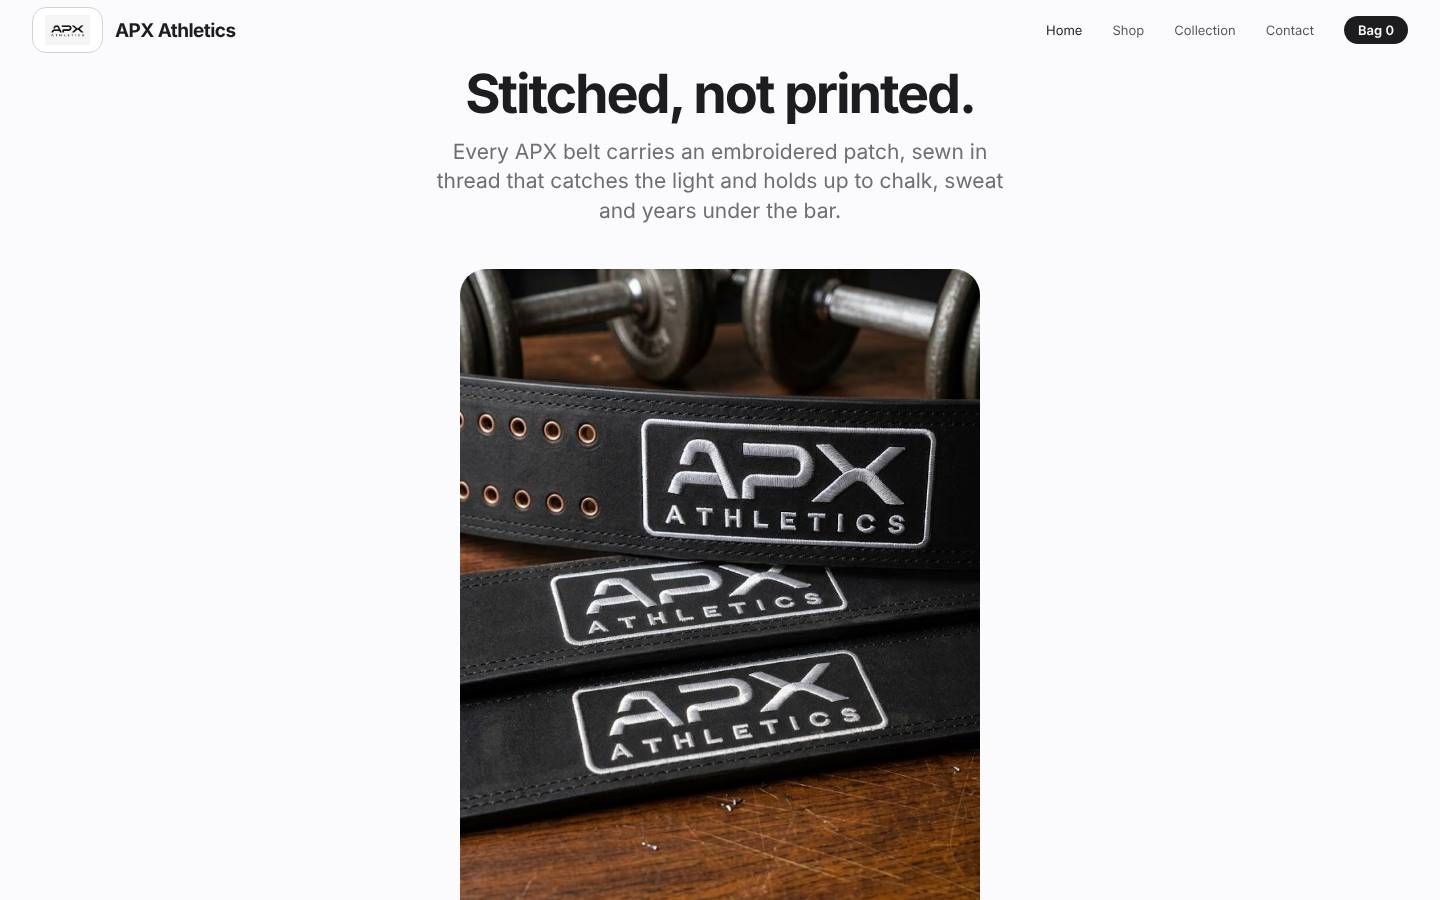 APX
ATHLETICS
APX Athletics
Home
Shop
Collection
Contact
Bag 0
Stitched, not printed.
Every APX belt carries an embroidered patch, sewn in
thread that catches the light and holds up to chalk, sweat
and years under the bar.
APX
ATHLETICS
APX
ATHLETICS
APX
ATHLETICS